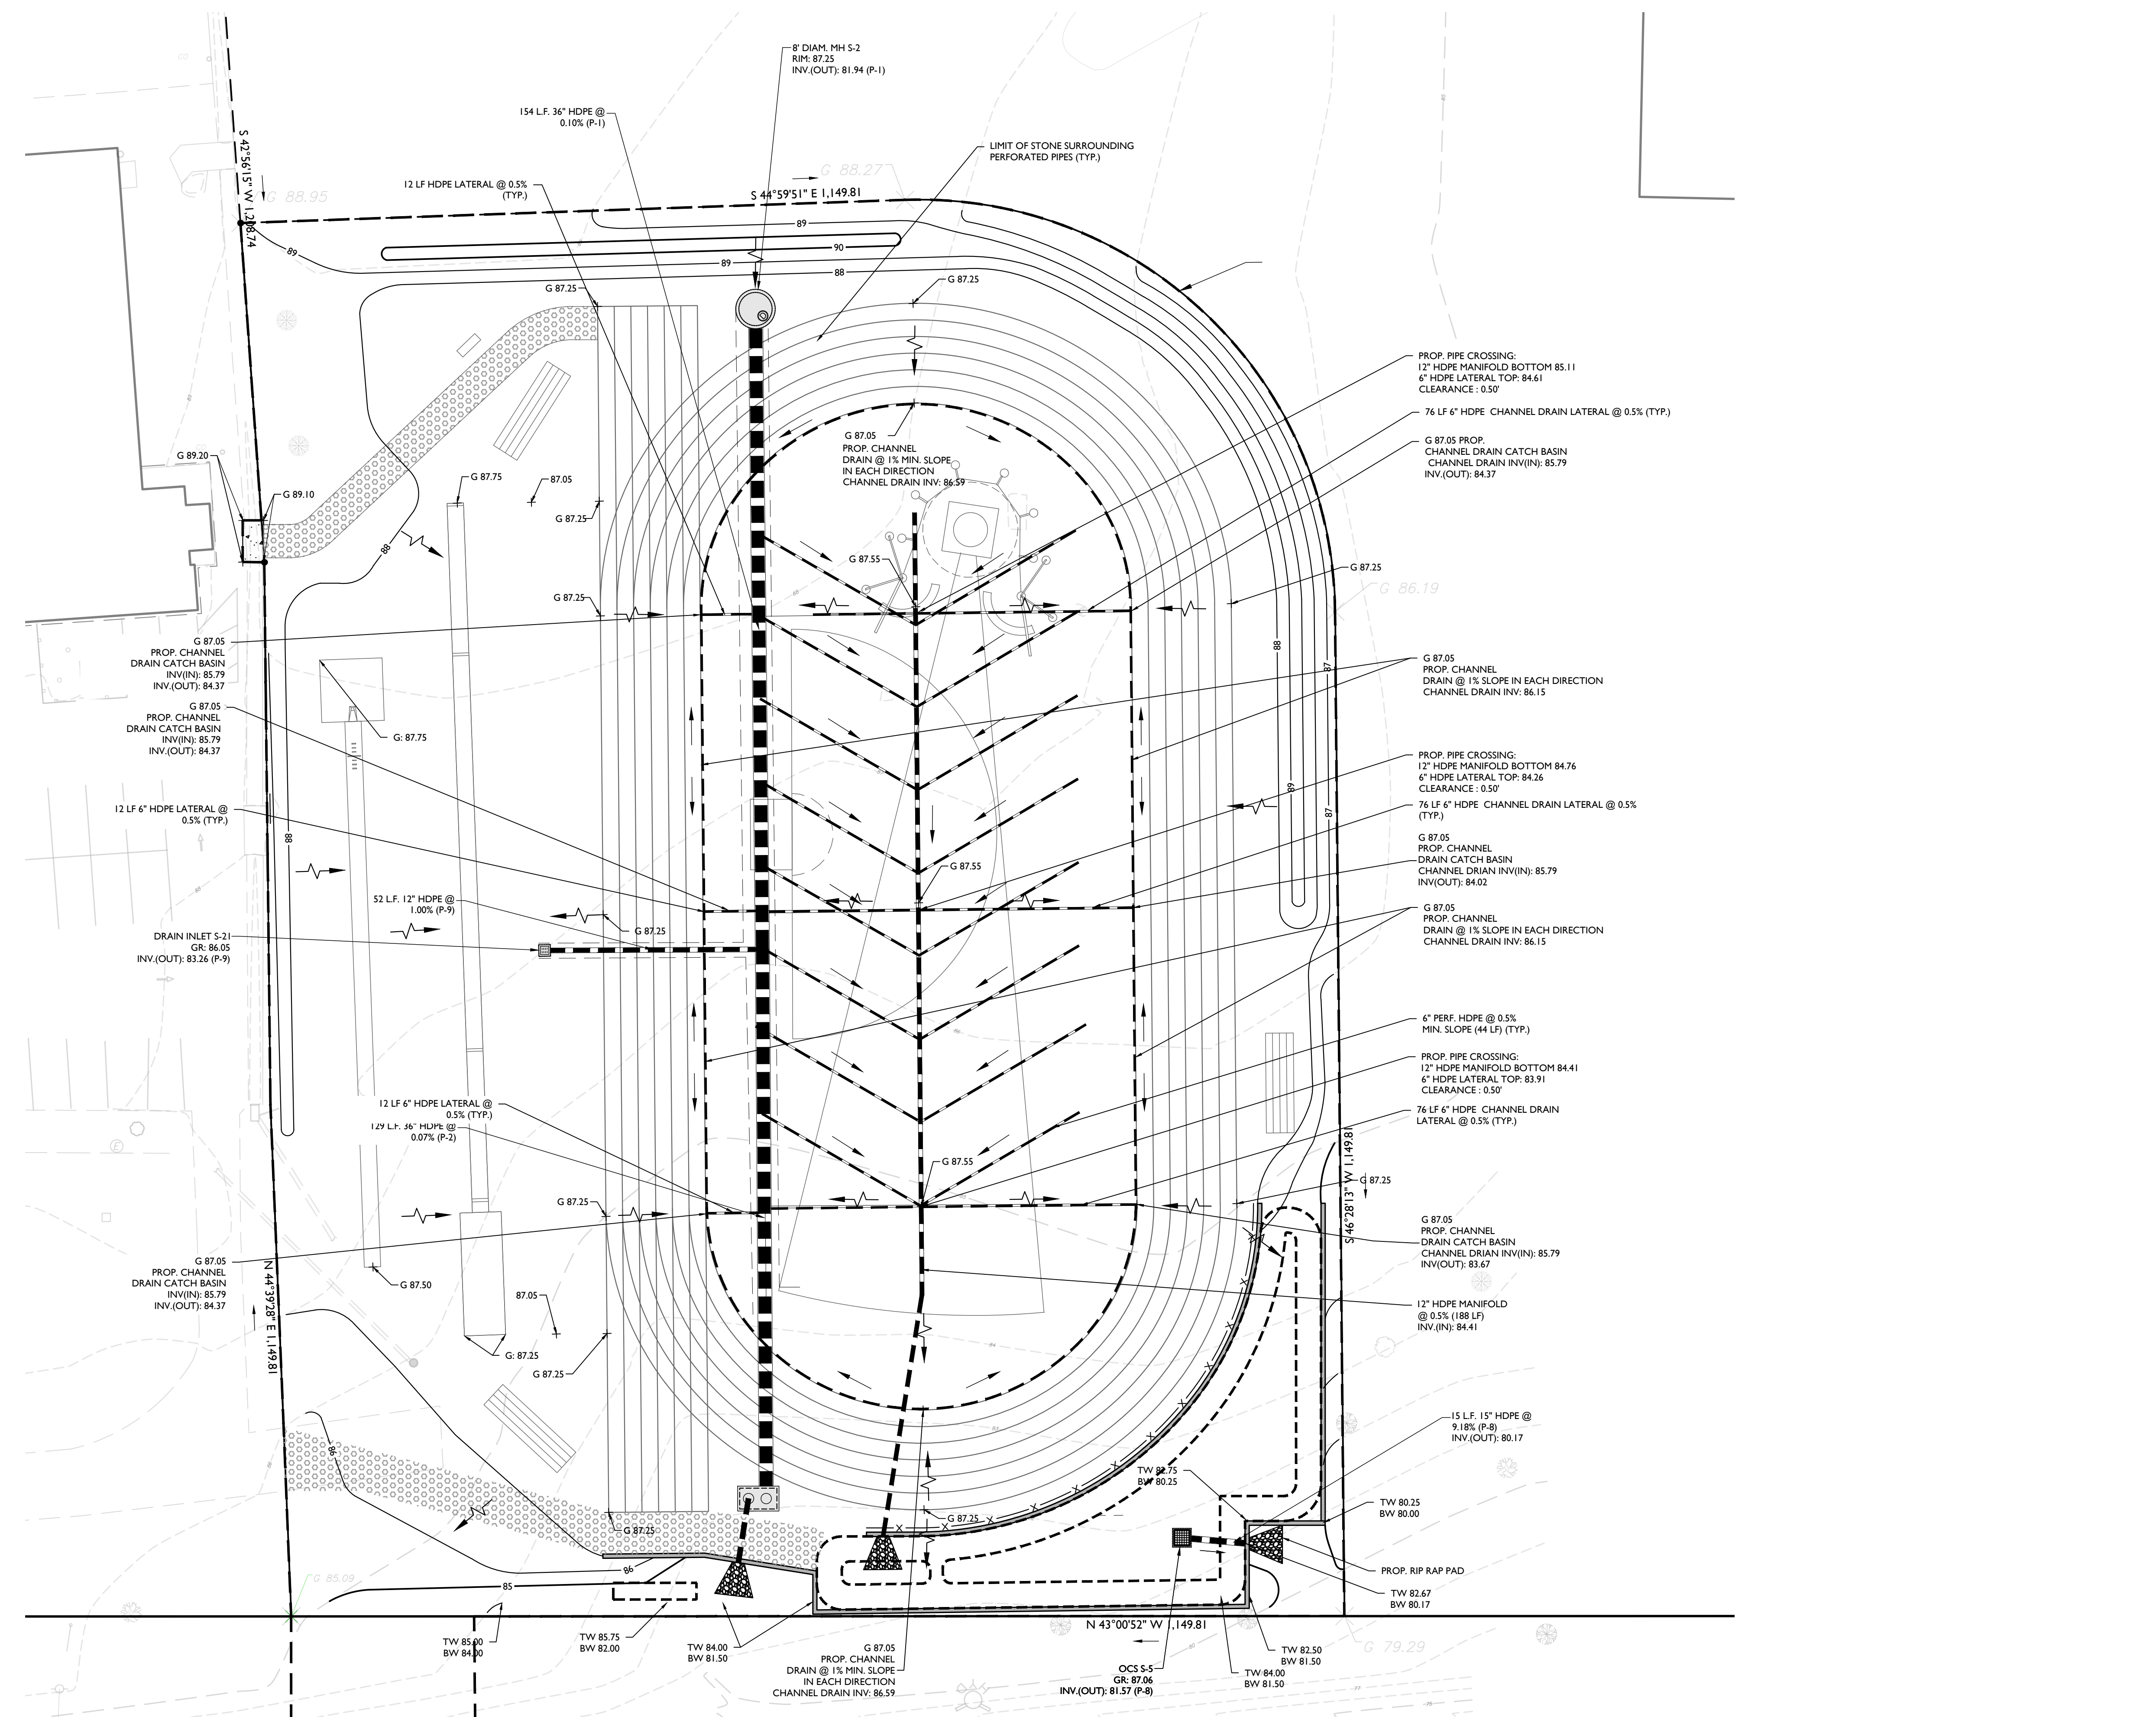 8' DIAM. MH S-2
RIM: 87.25
INV.(OUT): 81.94 (P-1)
154 L.F. 36" HDPE @
0.10% (P-1)
LIMIT OF STONE SURROUNDING
PERFORATED PIPES (TYP.)
12 LF HDPE LATERAL @ 0.5%
(TYP.)
S 42°56'15" W 1,208.74
G 88.95
G 88.27
S 44°59'51" E 1,149.81
89
90
89
89
88
G 87.25
G 87.25
PROP. PIPE CROSSING:
12" HDPE MANIFOLD BOTTOM 85.11
6" HDPE LATERAL TOP: 84.61
CLEARANCE : 0.50'
76 LF 6" HDPE  CHANNEL DRAIN LATERAL @ 0.5% (TYP.)
G 87.05
PROP. CHANNEL
DRAIN @ 1% MIN. SLOPE
IN EACH DIRECTION
CHANNEL DRAIN INV: 86.59
G 87.05 PROP.
CHANNEL DRAIN CATCH BASIN
CHANNEL DRAIN INV(IN): 85.79
INV.(OUT): 84.37
G 89.20
G 89.10
G 87.75
87.05
G 87.25
88
G 87.55
G 87.25
G 87.25
G 86.19
G 87.05
PROP. CHANNEL
DRAIN CATCH BASIN
INV(IN): 85.79
INV.(OUT): 84.37
88
87
G 87.05
PROP. CHANNEL
DRAIN @ 1% SLOPE IN EACH DIRECTION
CHANNEL DRAIN INV: 86.15
G 87.05
PROP. CHANNEL
DRAIN CATCH BASIN
INV(IN): 85.79
INV.(OUT): 84.37
G: 87.75
PROP. PIPE CROSSING:
12" HDPE MANIFOLD BOTTOM 84.76
6" HDPE LATERAL TOP: 84.26
CLEARANCE : 0.50'
89
87
12 LF 6" HDPE LATERAL @
0.5% (TYP.)
76 LF 6" HDPE  CHANNEL DRAIN LATERAL @ 0.5%
(TYP.)
88
G 87.05
PROP. CHANNEL
DRAIN CATCH BASIN
CHANNEL DRIAN INV(IN): 85.79
INV(OUT): 84.02
G 87.55
52 L.F. 12" HDPE @
1.00% (P-9)
G 87.25
G 87.05
PROP. CHANNEL
DRAIN @ 1% SLOPE IN EACH DIRECTION
CHANNEL DRAIN INV: 86.15
DRAIN INLET S-21
GR: 86.05
INV.(OUT): 83.26 (P-9)
6" PERF. HDPE @ 0.5%
MIN. SLOPE (44 LF) (TYP.)
PROP. PIPE CROSSING:
12" HDPE MANIFOLD BOTTOM 84.41
6" HDPE LATERAL TOP: 83.91
CLEARANCE : 0.50'
12 LF 6" HDPE LATERAL @
0.5% (TYP.)
129 L.F. 36" HDPE @
0.07% (P-2)
76 LF 6" HDPE  CHANNEL DRAIN
LATERAL @ 0.5% (TYP.)
G 87.55
S 46°28'13" W 1,149.81
G 87.25
G 87.25
G 87.05
PROP. CHANNEL
DRAIN CATCH BASIN
CHANNEL DRIAN INV(IN): 85.79
INV(OUT): 83.67
G 87.05
PROP. CHANNEL
DRAIN CATCH BASIN
INV(IN): 85.79
INV.(OUT): 84.37
N 44°39'28" E 1,149.81
G 87.50
87.05
12" HDPE MANIFOLD
@ 0.5% (188 LF)
INV.(IN): 84.41
G: 87.25
G 87.25
15 L.F. 15" HDPE @
9.18% (P-8)
INV.(OUT): 80.17
86
TW 82.75
BW 80.25
TW 80.25
BW 80.00
G 87.25
G 87.25
PROP. RIP RAP PAD
86
85
G 85.09
TW 82.67
BW 80.17
N 43°00'52" W 1,149.81
TW 85.00
BW 84.00
TW 85.75
BW 82.00
TW 84.00
BW 81.50
G 87.05
PROP. CHANNEL
DRAIN @ 1% MIN. SLOPE
IN EACH DIRECTION
CHANNEL DRAIN INV: 86.59
OCS S-5
GR: 87.06
INV.(OUT): 81.57 (P-8)
TW 82.50
BW 81.50
TW 84.00
BW 81.50
G 79.29